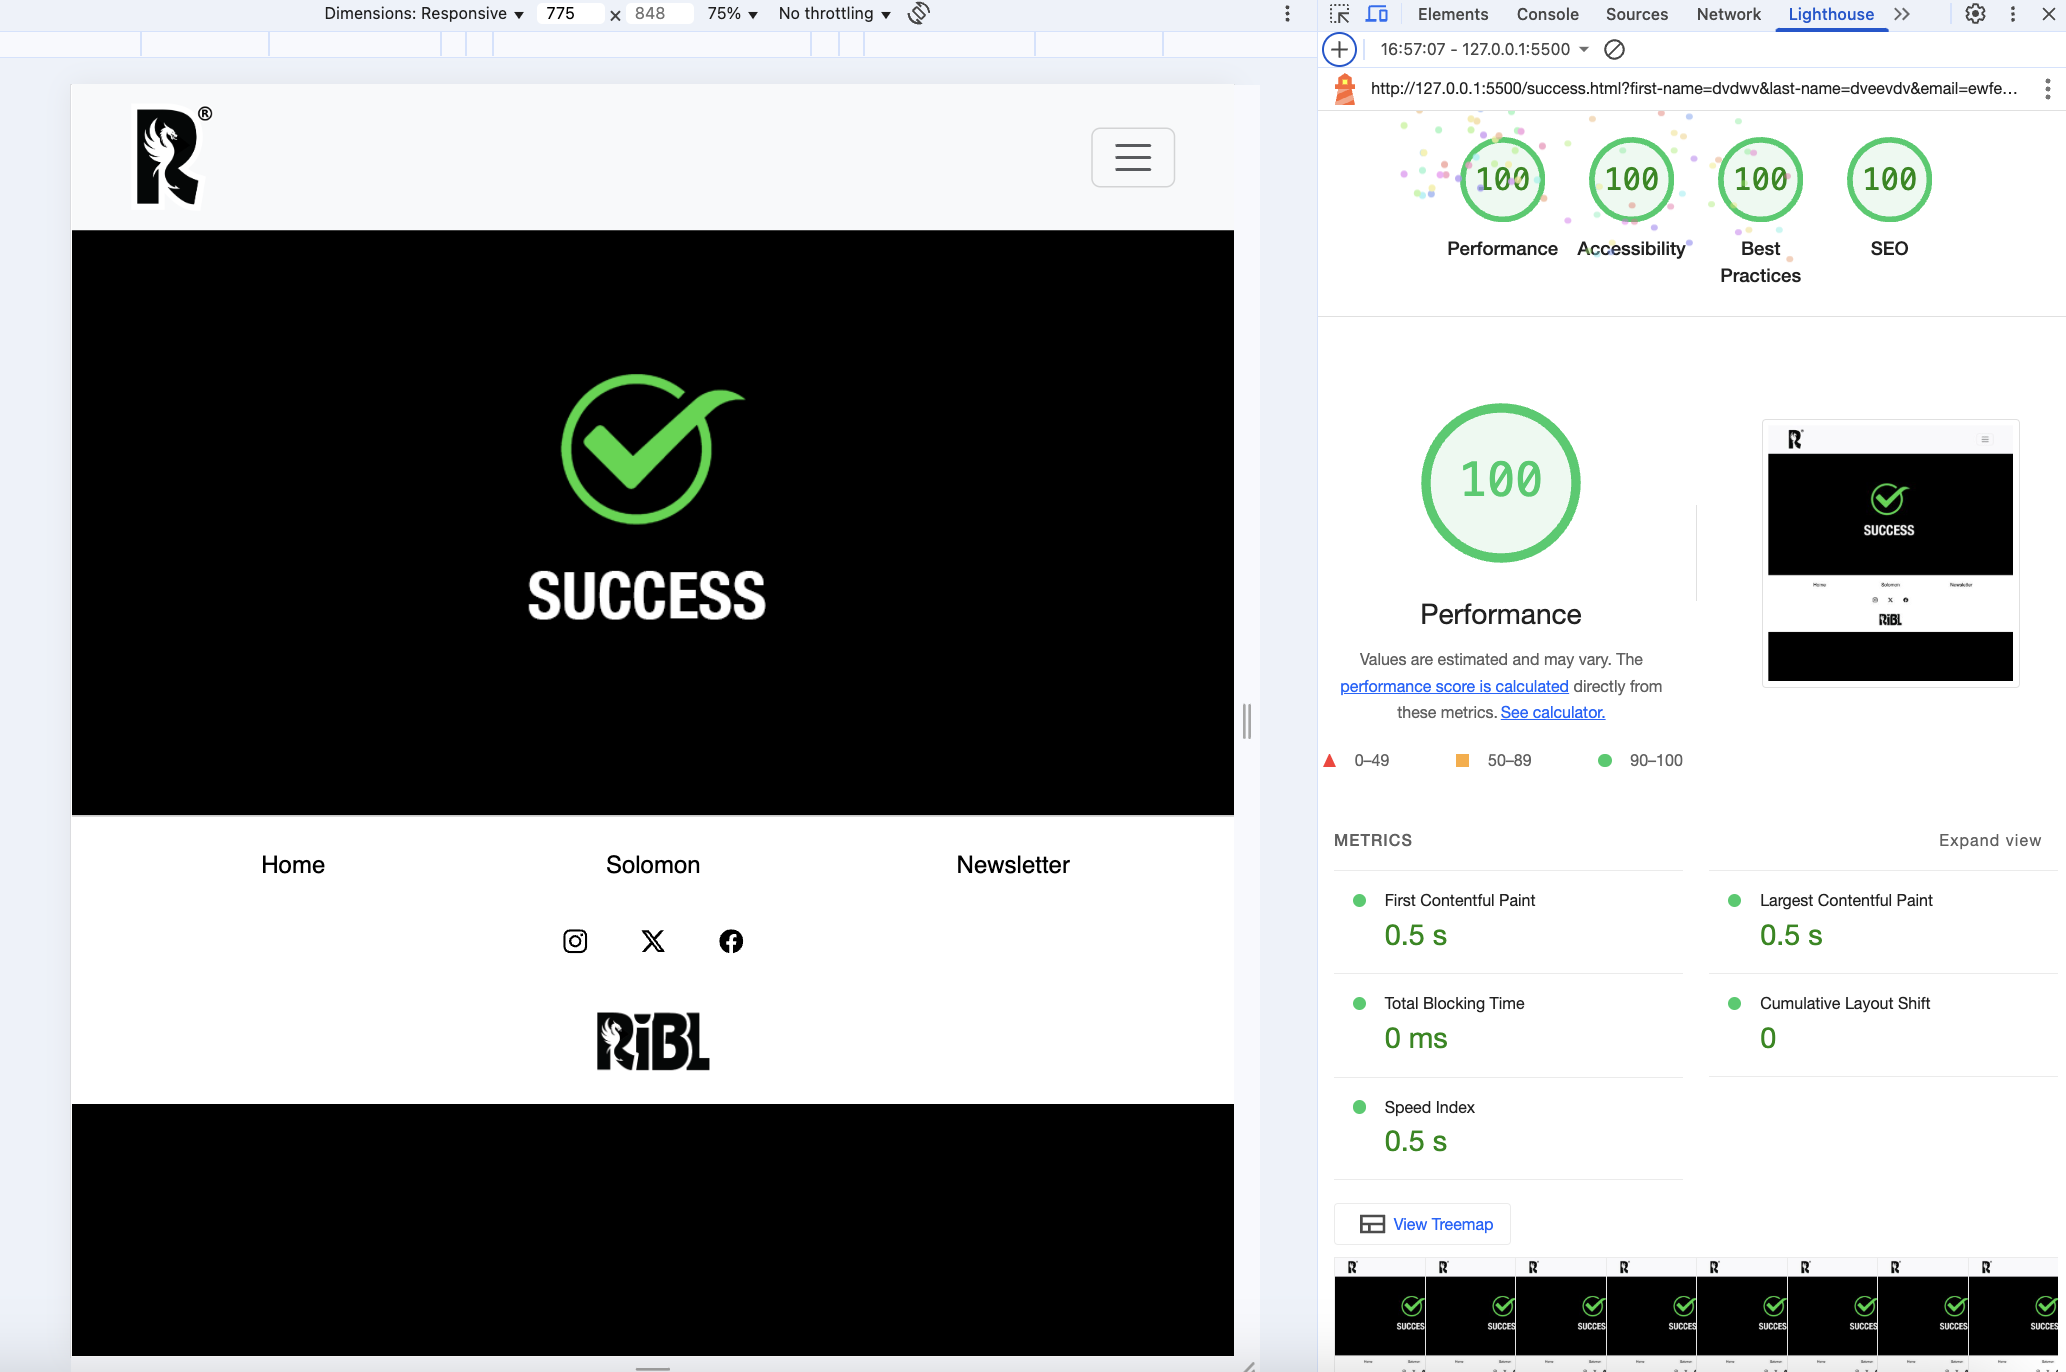 Dimensions: Responsive ▼ 775 x 848 75% ▼ No throttling ▼
Elements Console Sources Network Lighthouse
16:57:07 - 127.0.0.1:5500
http://127.0.0.1:5500/success.html?first-name=dvdwv&last-name=dveevdv&email=ewfe...
R®
SUCCESS
Home Solomon Newsletter
RiBL
100 100 100 100
Performance Accessibility Best Practices SEO
100
Performance
Values are estimated and may vary. The
performance score is calculated directly from
these metrics. See calculator.
0–49 50–89 90–100
R
SUCCESS
Home Solomon Newsletter
RiBL
METRICS
Expand view
First Contentful Paint
0.5 s
Largest Contentful Paint
0.5 s
Total Blocking Time
0 ms
Cumulative Layout Shift
0
Speed Index
0.5 s
View Treemap
R R R R R R R R
SUCCES SUCCES SUCCES SUCCES SUCCES SUCCES SUCCES SUCCES